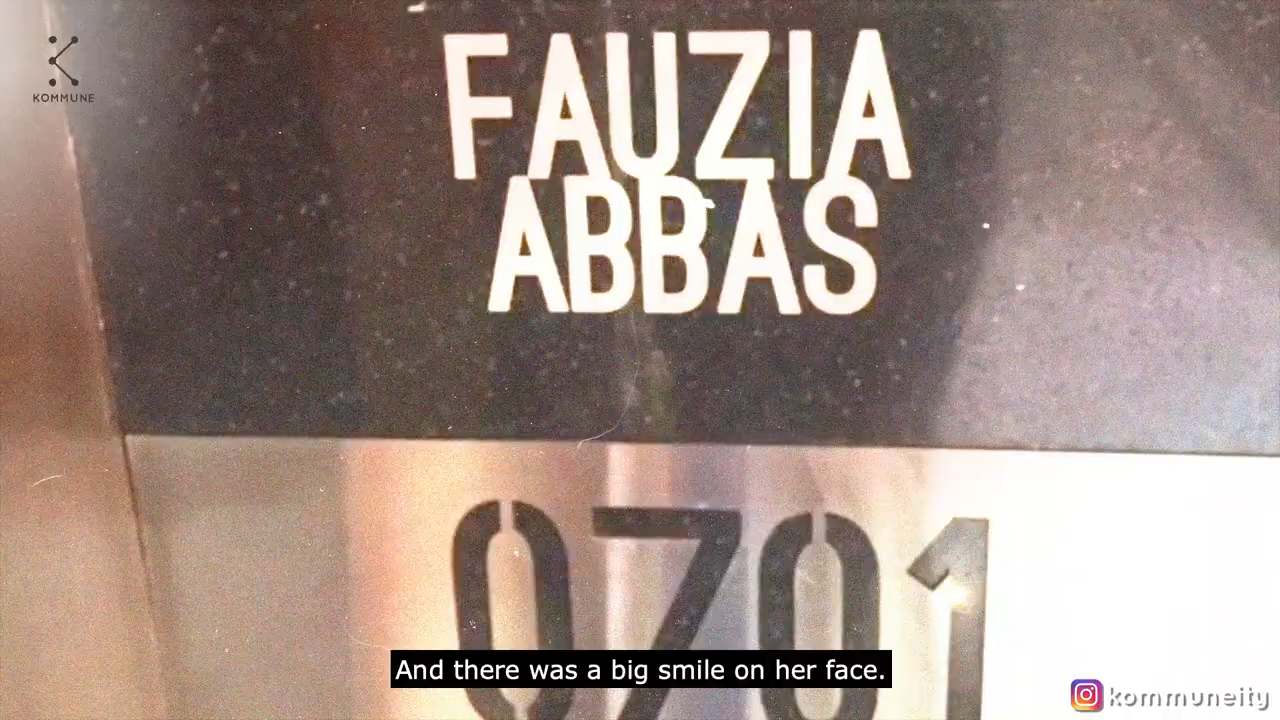 KOMMUNE
FAUZIA
ABBAS
0701
And there was a big smile on her face.
kommuneity